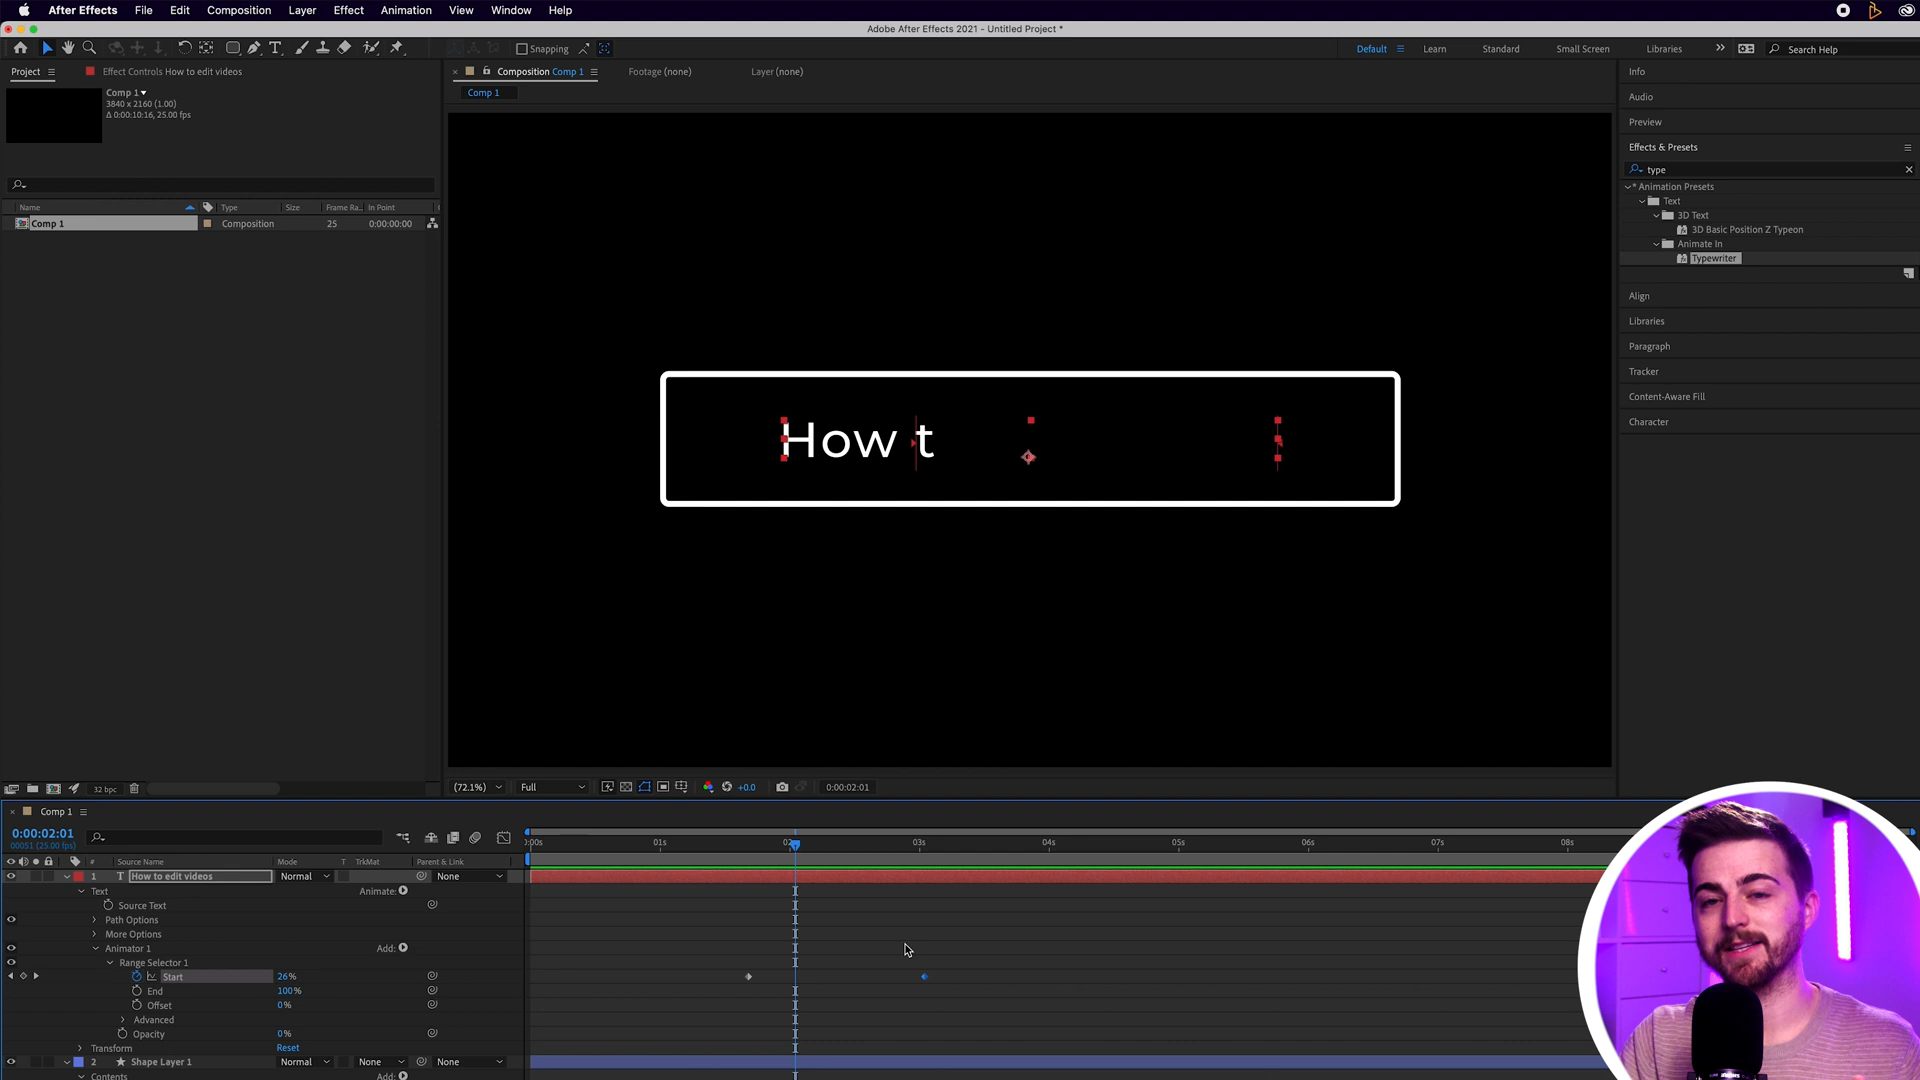 After Effects File Edit Composition Layer Effect Animation View Window Help
Adobe After Effects 2021 - Untitled Project *
Snapping
Default Learn Standard Small Screen Libraries Search Help
Project Effect Controls How to edit videos
Composition Comp 1 Footage (none) Layer (none)
Comp 1
Comp 1
3840 x 2160 (1.00)
Δ 0:00:10:16, 25.00 fps
Name Type Size Frame Ra... In Point
Comp 1 Composition 25 0:00:00:00
How t
Info
Audio
Preview
Effects & Presets
type
* Animation Presets
Text
3D Text
3D Basic Position Z Typeon
Animate In
Typewriter
Align
Libraries
Paragraph
Tracker
Content-Aware Fill
Character
32 bpc
(72.1%) Full +0.0 0:00:02:01
Comp 1
0:00:02:01
00051 (25.00 fps)
:00s 01s 02s 03s 04s 05s 06s 07s 08s
# Source Name Mode T TrkMat Parent & Link
1 T How to edit videos Normal None
Text Animate:
Source Text
Path Options
More Options
Animator 1 Add:
Range Selector 1
Start 26%
End 100%
Offset 0%
Advanced
Opacity 0%
Transform Reset
2 Shape Layer 1 Normal None None
Contents Add: